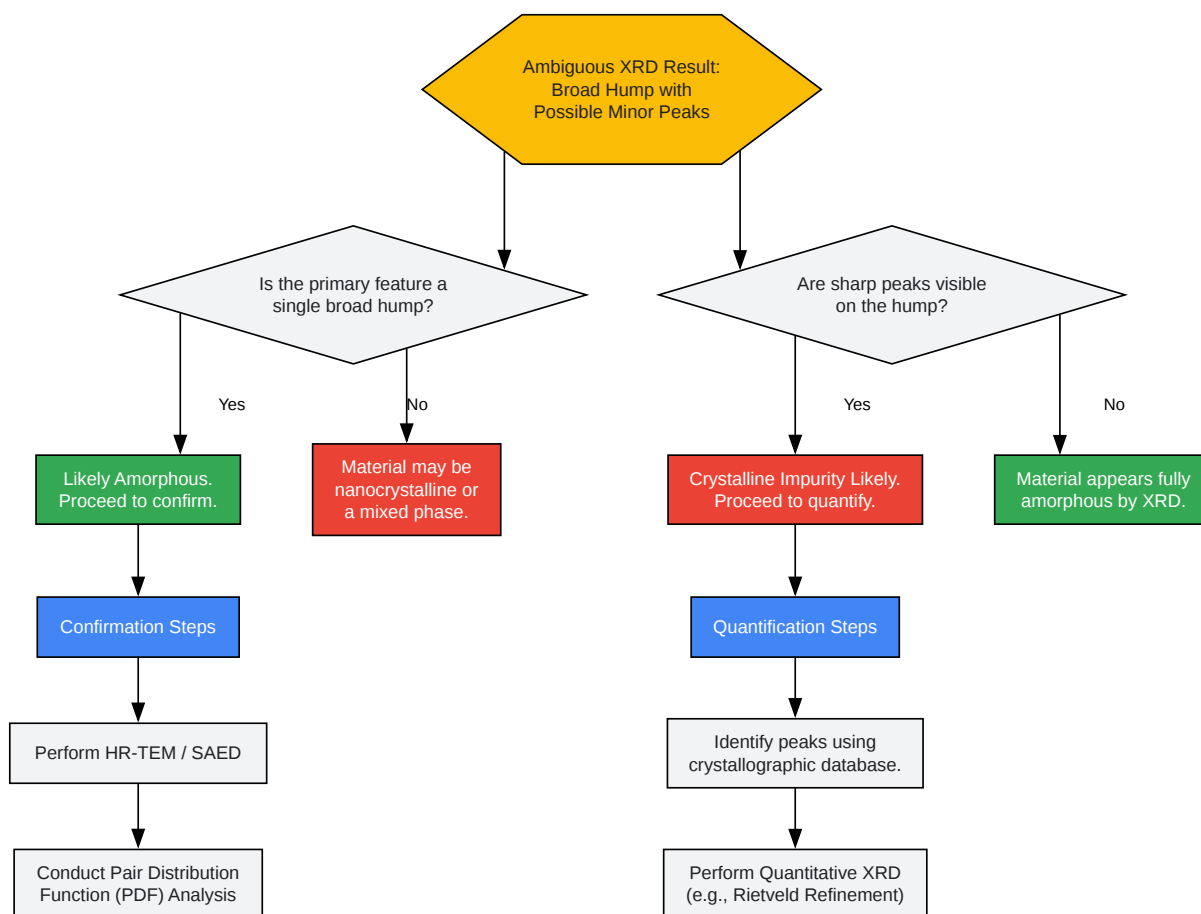 Ambiguous XRD Result:
Broad Hump with
Possible Minor Peaks
Is the primary feature a
single broad hump?
Are sharp peaks visible
on the hump?
Yes
No
Yes
No
Likely Amorphous.
Proceed to confirm.
Material may be
nanocrystalline or
a mixed phase.
Crystalline Impurity Likely.
Proceed to quantify.
Material appears fully
amorphous by XRD.
Confirmation Steps
Quantification Steps
Perform HR-TEM / SAED
Identify peaks using
crystallographic database.
Conduct Pair Distribution
Function (PDF) Analysis
Perform Quantitative XRD
(e.g., Rietveld Refinement)